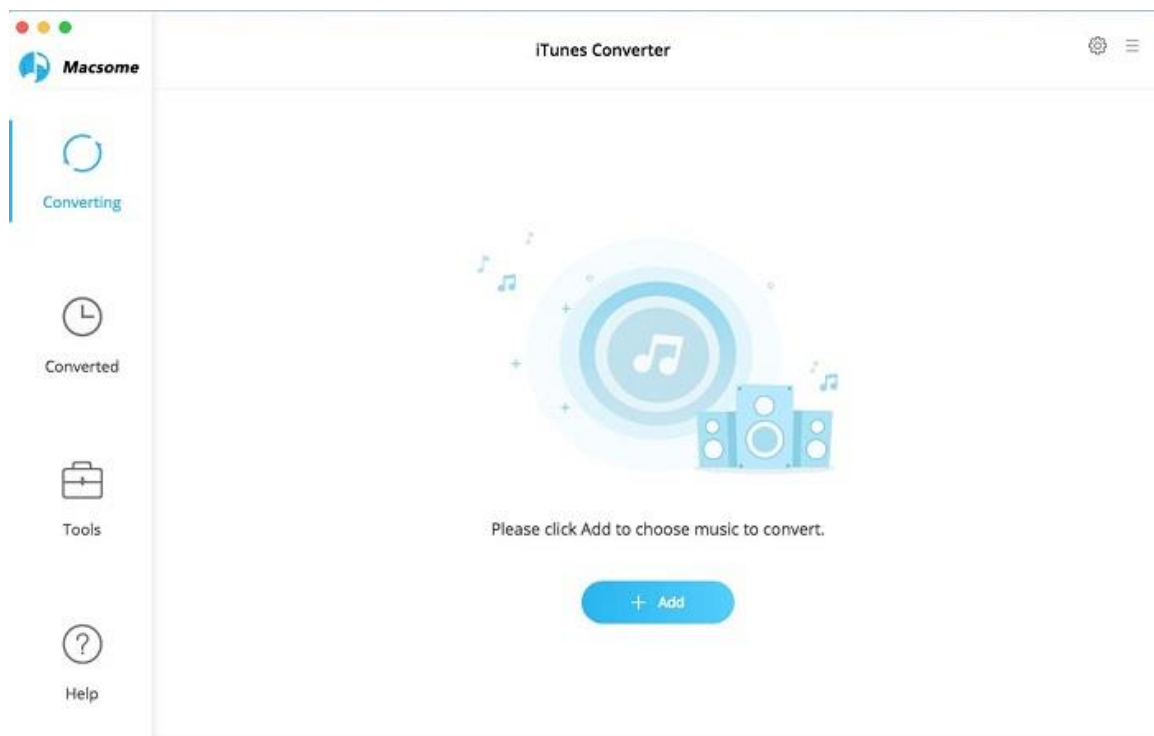 Macsome
iTunes Converter
Converting
Converted
Tools
Help
Please click Add to choose music to convert.
+ Add